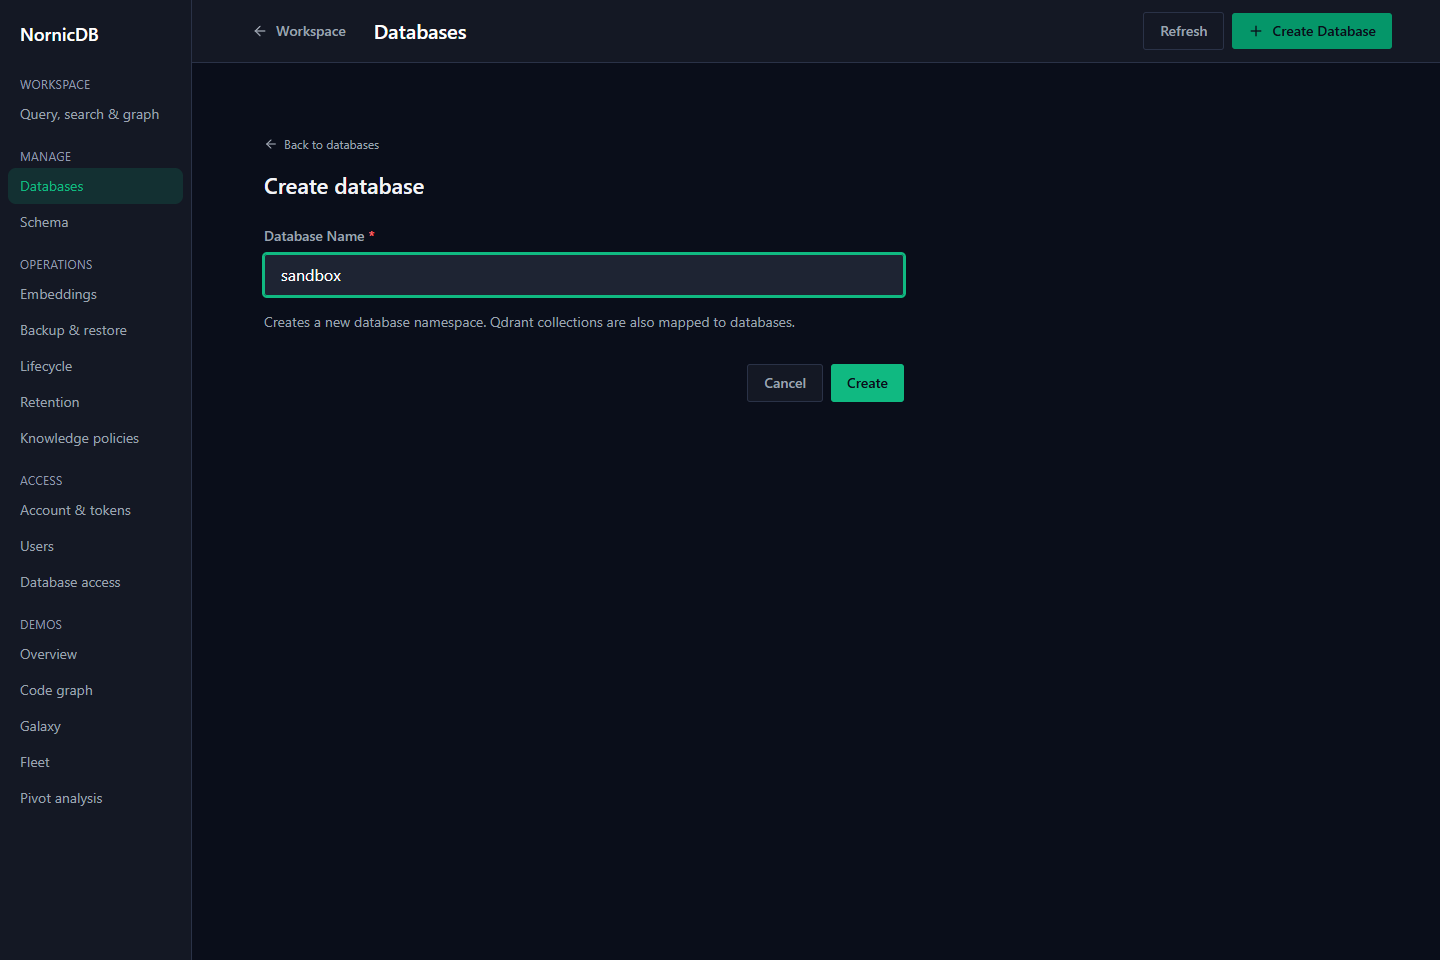 NornicDB
WORKSPACE
Query, search & graph
MANAGE
Databases
Schema
OPERATIONS
Embeddings
Backup & restore
Lifecycle
Retention
Knowledge policies
ACCESS
Account & tokens
Users
Database access
DEMOS
Overview
Code graph
Galaxy
Fleet
Pivot analysis
Workspace
Databases
Refresh
Create Database
Back to databases
Create database
Database Name *
sandbox
Creates a new database namespace. Qdrant collections are also mapped to databases.
Cancel
Create